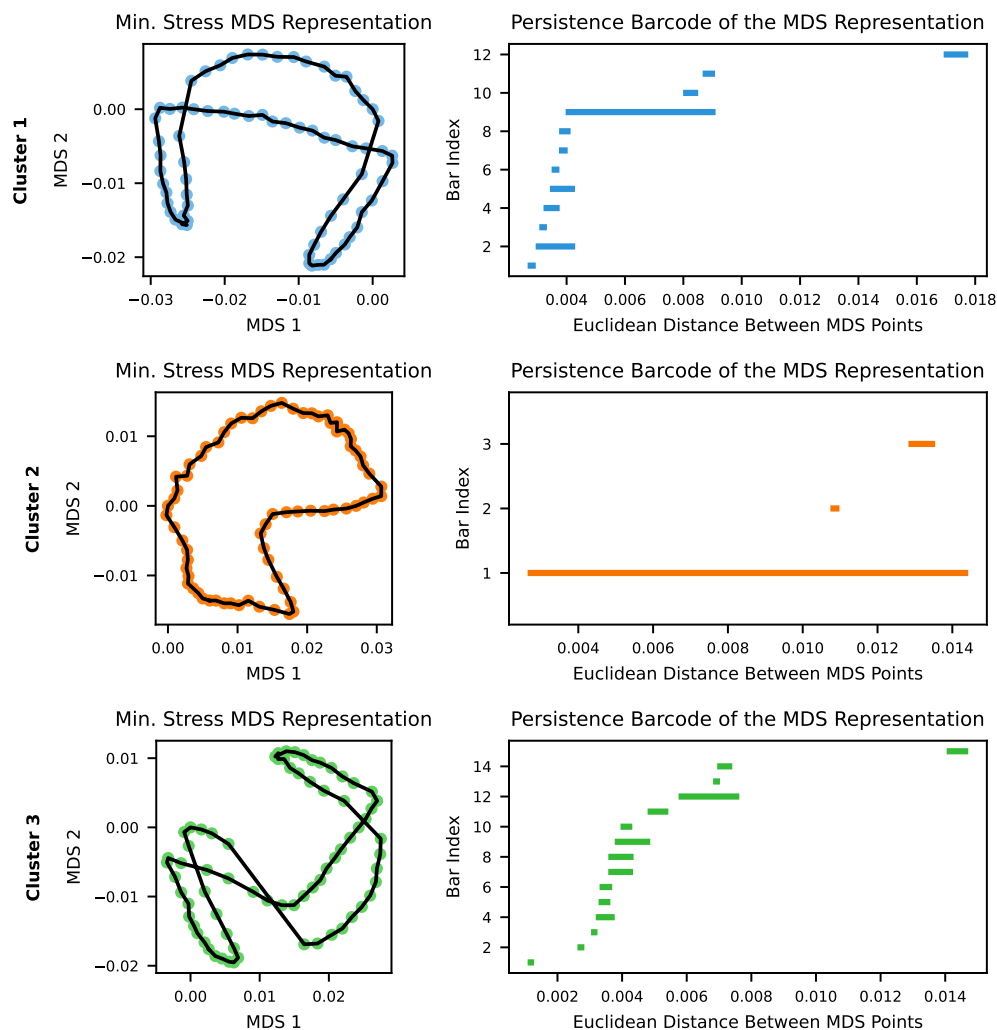 Min. Stress MDS Representation
Persistence Barcode of the MDS Representation
Cluster 1
MDS 2
0.00
−0.01
−0.02
−0.03 −0.02 −0.01 0.00
MDS 1
Bar Index
12
10
8
6
4
2
0.004 0.006 0.008 0.010 0.012 0.014 0.016 0.018
Euclidean Distance Between MDS Points
Min. Stress MDS Representation
Persistence Barcode of the MDS Representation
Cluster 2
MDS 2
0.01
0.00
−0.01
0.00 0.01 0.02 0.03
MDS 1
Bar Index
3
2
1
0.004 0.006 0.008 0.010 0.012 0.014
Euclidean Distance Between MDS Points
Min. Stress MDS Representation
Persistence Barcode of the MDS Representation
Cluster 3
MDS 2
0.01
0.00
−0.01
−0.02
0.00 0.01 0.02
MDS 1
Bar Index
14
12
10
8
6
4
2
0.002 0.004 0.006 0.008 0.010 0.012 0.014
Euclidean Distance Between MDS Points